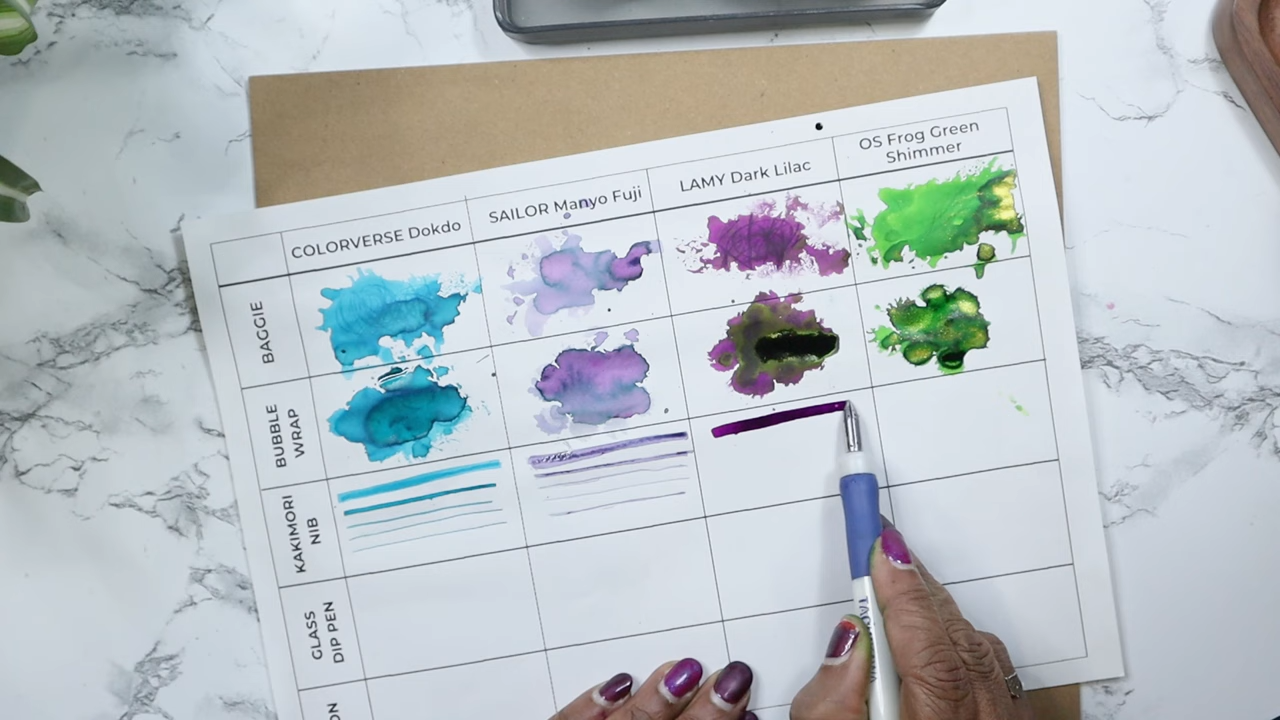 COLORVERSE Dokdo
SAILOR Manyo Fuji
LAMY Dark Lilac
OS Frog Green
Shimmer
BAGGIE
BUBBLE
WRAP
KAKIMORI
NIB
GLASS
DIP PEN